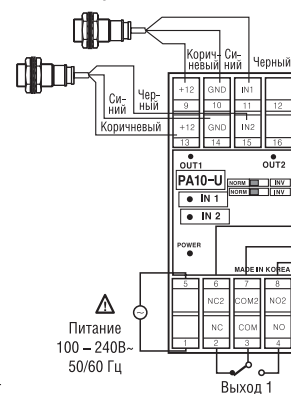 Корич-
невый
Си-
ний
Черный
Си-
ний
Чер-
ный
Коричневый
+12 GND IN1
9 10 11 12
+12 GND IN2
13 14 15 16
OUT1 OUT2
PA10-U
NORM INV
NORM INV
IN 1
IN 2
POWER
MADE IN KOREA
5 6 7 8
NC2 COM2 NO2
NC COM NO
1 2 3 4
Питание
100 – 240В~
50/60 Гц
Выход 1